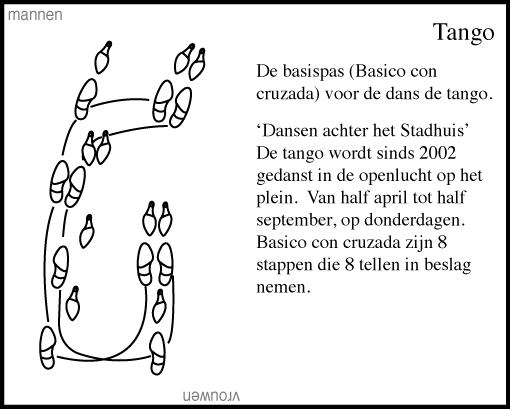 mannen
Tango
De basispas (Basico con
cruzada) voor de dans de tango.
‘Dansen achter het Stadhuis’
De tango wordt sinds 2002
gedanst in de openlucht op het
plein.  Van half april tot half
september, op donderdagen.
Basico con cruzada zijn 8
stappen die 8 tellen in beslag
nemen.
vrouwen